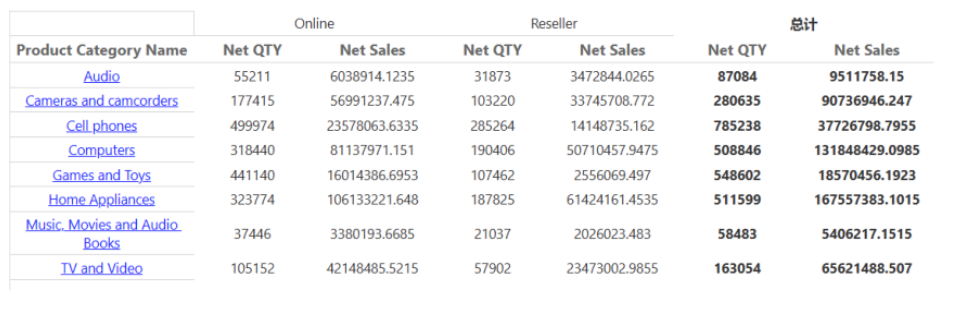 Online Reseller 总计
Product Category Name Net QTY Net Sales Net QTY Net Sales Net QTY Net Sales
Audio 55211 6038914.1235 31873 3472844.0265 87084 9511758.15
Cameras and camcorders 177415 56991237.475 103220 33745708.772 280635 90736946.247
Cell phones 499974 23578063.6335 285264 14148735.162 785238 37726798.7955
Computers 318440 81137971.151 190406 50710457.9475 508846 131848429.0985
Games and Toys 441140 16014386.6953 107462 2556069.497 548602 18570456.1923
Home Appliances 323774 106133221.648 187825 61424161.4535 511599 167557383.1015
Music, Movies and Audio
Books 37446 3380193.6685 21037 2026023.483 58483 5406217.1515
TV and Video 105152 42148485.5215 57902 23473002.9855 163054 65621488.507